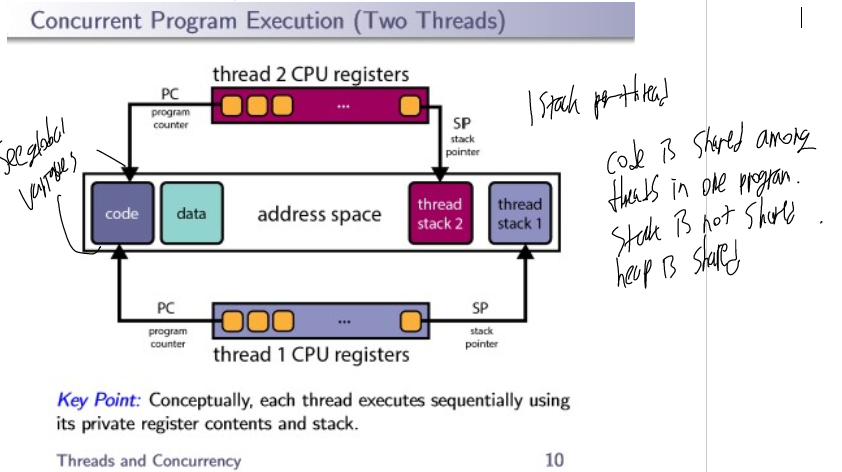 Concurrent Program Execution (Two Threads)
thread 2 CPU registers
PC
program
counter
...
SP
stack
pointer
1 Stack per thread
See global
variables
code is shared among
threads in one program.
Stack is not shared.
heap is shared
code
data
address space
thread
stack 2
thread
stack 1
PC
program
counter
...
SP
stack
pointer
thread 1 CPU registers
Key Point: Conceptually, each thread executes sequentially using
its private register contents and stack.
Threads and Concurrency
10